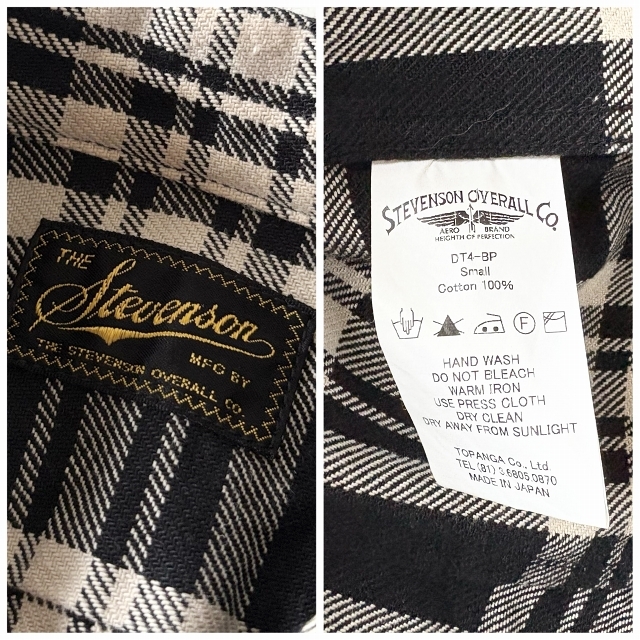 THE
Stevenson
MFG BY
THE STEVENSON OVERALL CO.
STEVENSON OVERALL CO.
AERO BRAND
HEIGHTH OF PERFECTION
DT4-BP
Small
Cotton 100%
F
HAND WASH
DO NOT BLEACH
WARM IRON
USE PRESS CLOTH
DRY CLEAN
DRY AWAY FROM SUNLIGHT
TOPANGA Co., Ltd
TEL (81) 3.6805.0870
MADE IN JAPAN